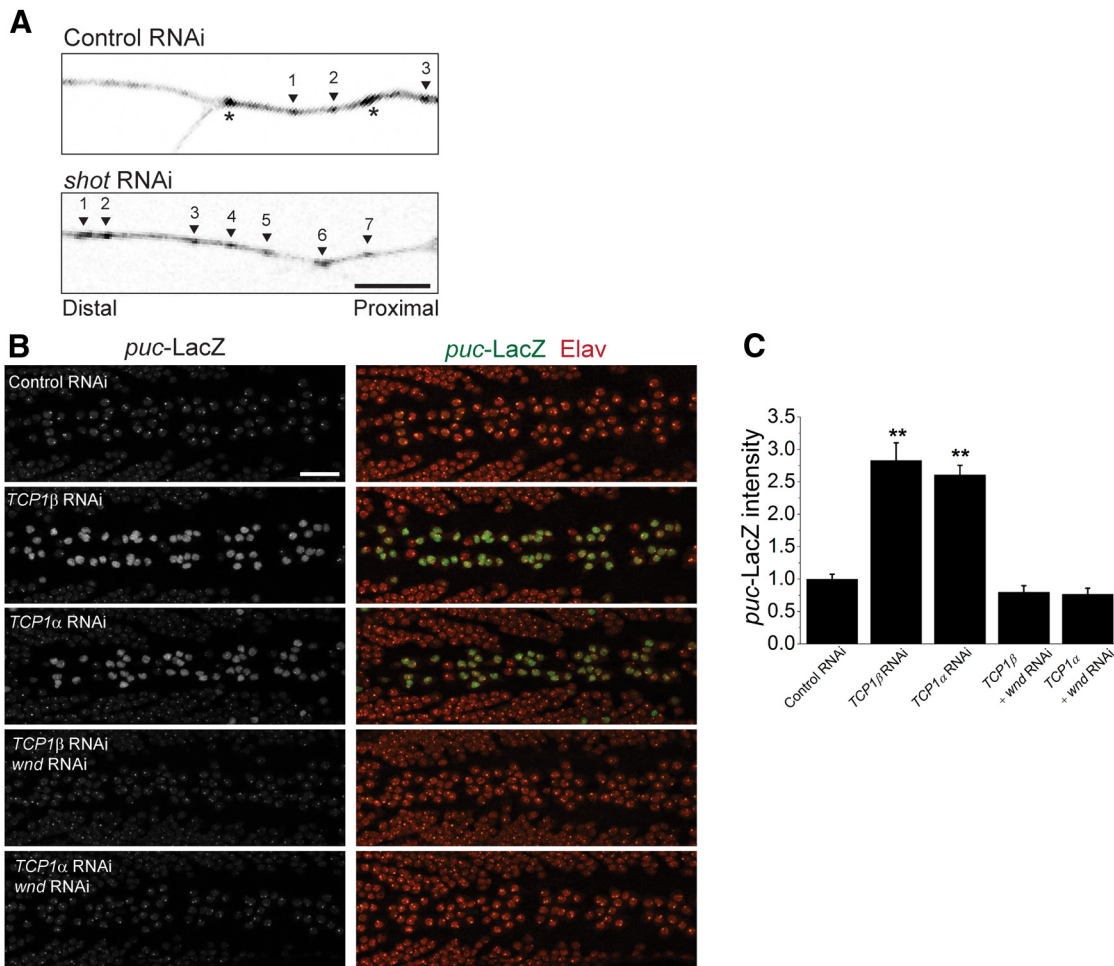 A
Control RNAi
1 2 3
* *
shot RNAi
1 2 3 4 5 6 7
Distal Proximal
B
puc-LacZ
puc-LacZ Elav
Control RNAi
TCP1β RNAi
TCP1α RNAi
TCP1β RNAi
wnd RNAi
TCP1α RNAi
wnd RNAi
C
puc-LacZ intensity
3.5
3.0
2.5
2.0
1.5
1.0
0.5
0.0
** **
Control RNAi
TCP1β RNAi
TCP1α RNAi
TCP1β
+ wnd RNAi
TCP1α
+ wnd RNAi